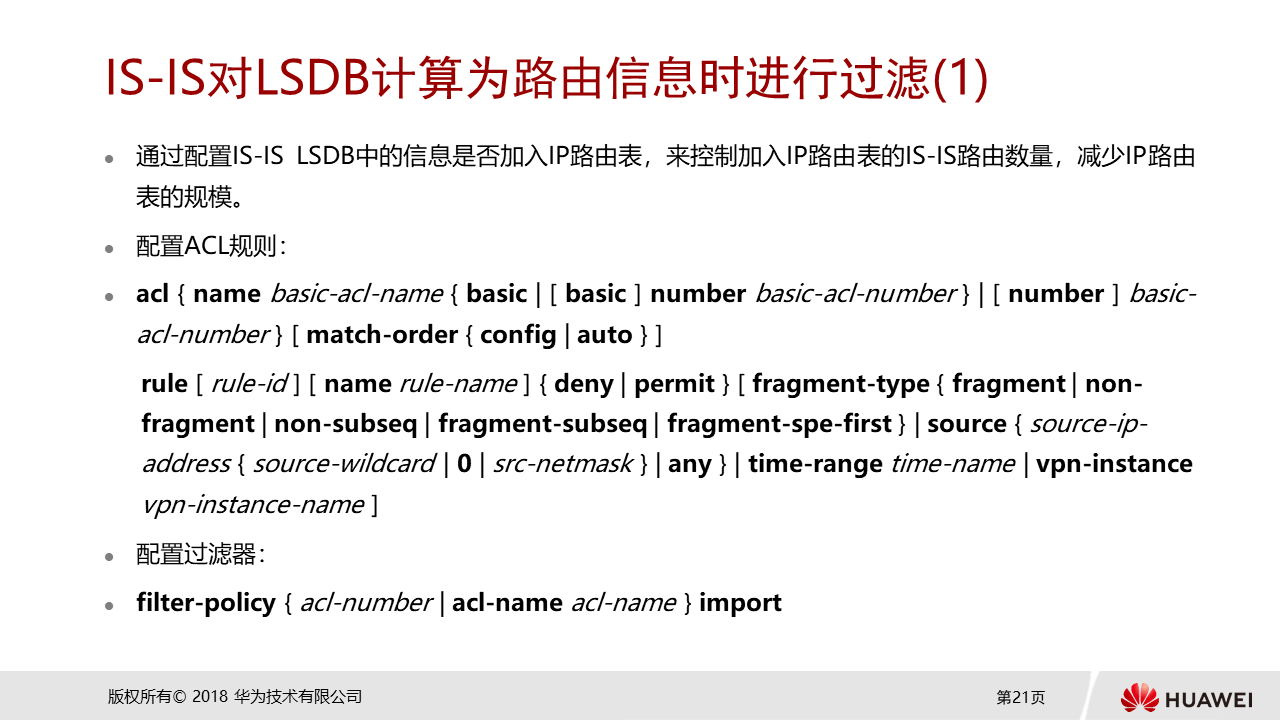 IS-IS对LSDB计算为路由信息时进行过滤(1)
通过配置IS-IS LSDB中的信息是否加入IP路由表，来控制加入IP路由表的IS-IS路由数量，减少IP路由
表的规模。
配置ACL规则：
acl { name basic-acl-name { basic | [ basic ] number basic-acl-number } | [ number ] basic-
acl-number } [ match-order { config | auto } ]
rule [ rule-id ] [ name rule-name ] { deny | permit } [ fragment-type { fragment | non-
fragment | non-subseq | fragment-subseq | fragment-spe-first } | source { source-ip-
address { source-wildcard | 0 | src-netmask } | any } | time-range time-name | vpn-instance
vpn-instance-name ]
配置过滤器：
filter-policy { acl-number | acl-name acl-name } import
版权所有© 2018 华为技术有限公司
第21页
HUAWEI